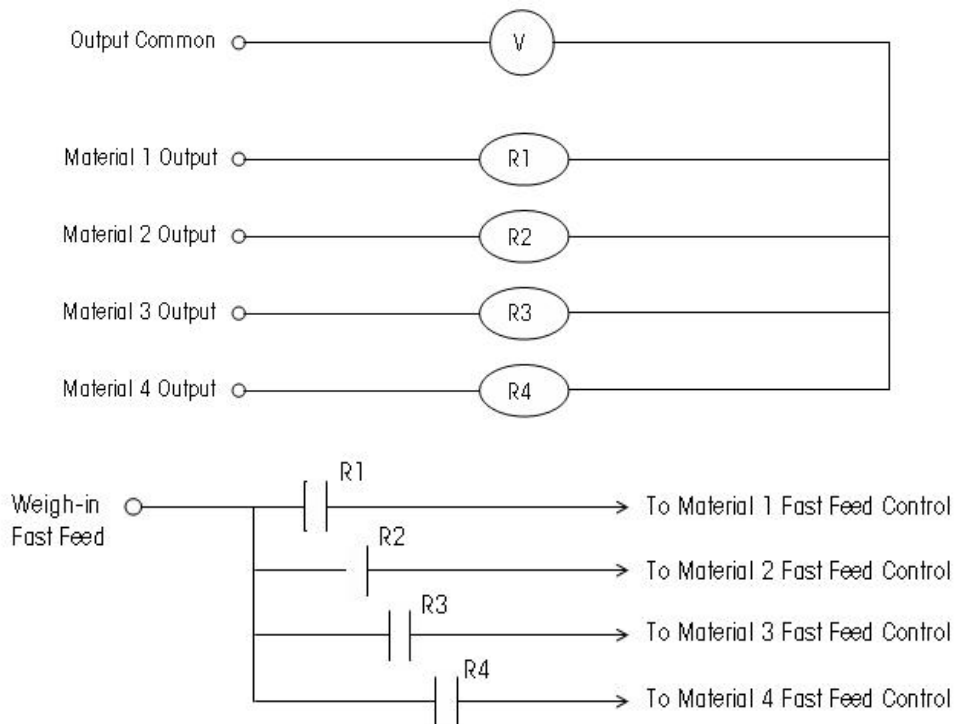 Output Common
V
Material 1 Output
R1
Material 2 Output
R2
Material 3 Output
R3
Material 4 Output
R4
R1
Weigh-in
Fast Feed
To Material 1 Fast Feed Control
R2
To Material 2 Fast Feed Control
R3
To Material 3 Fast Feed Control
R4
To Material 4 Fast Feed Control